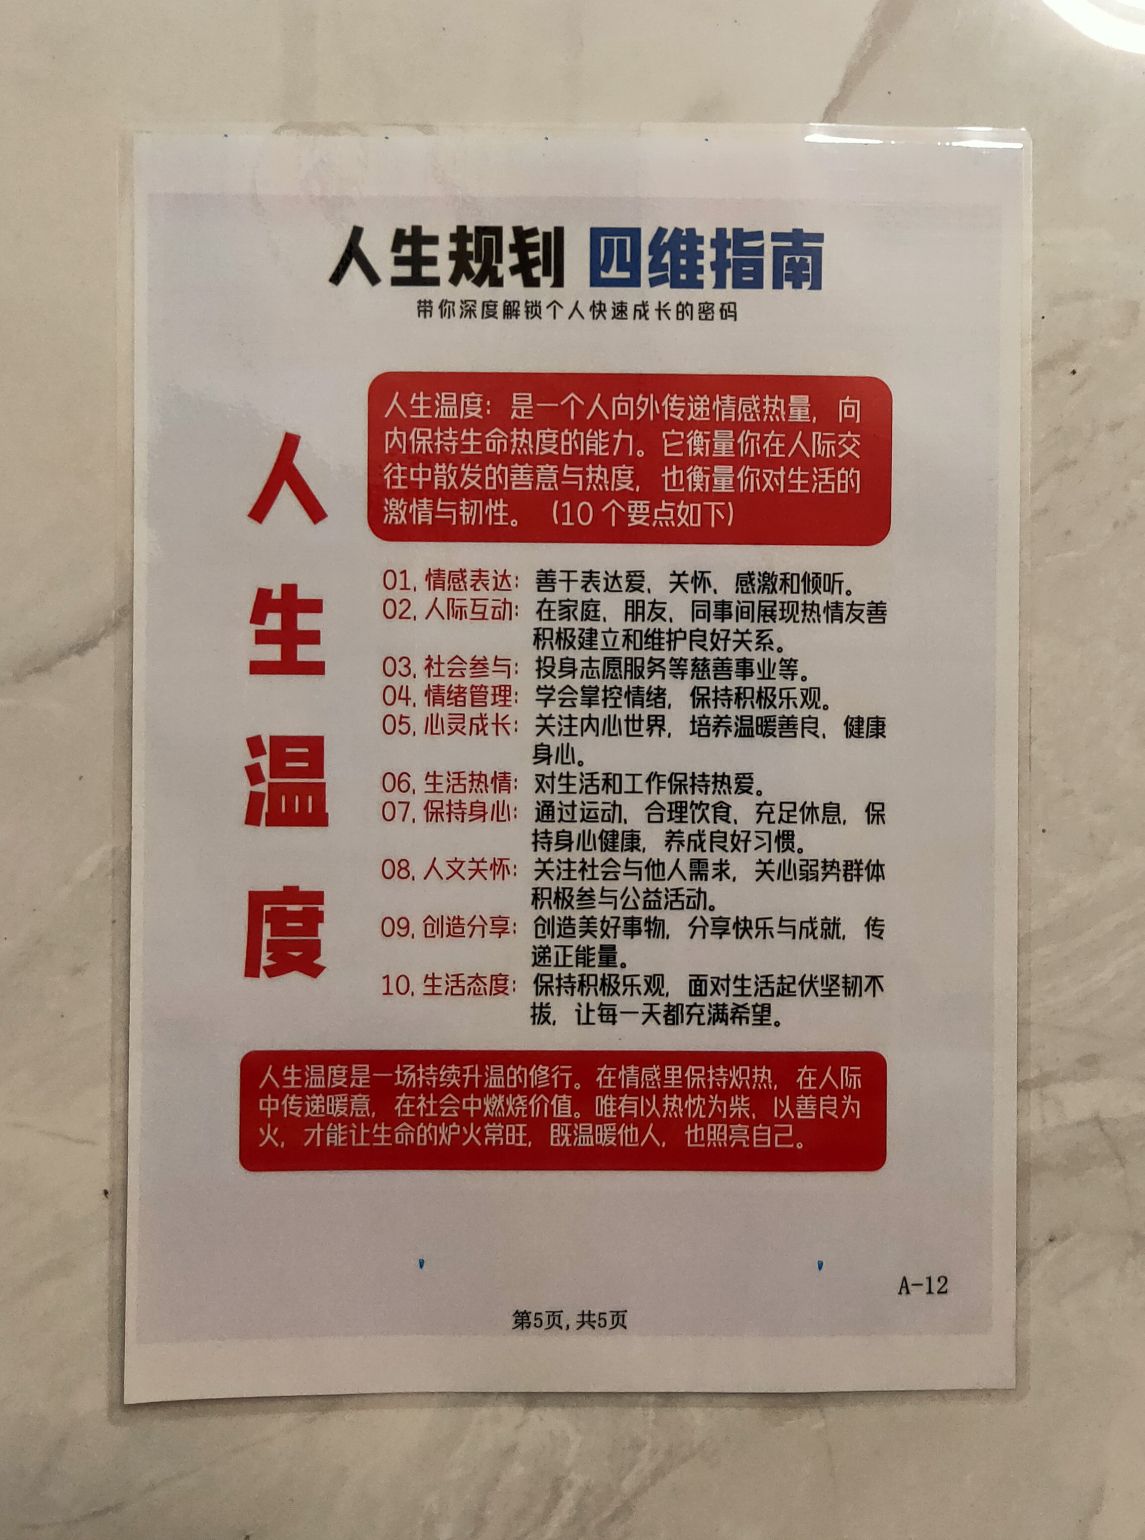 人生规划 四维指南
带你深度解锁个人快速成长的密码
人生温度
人生温度：是一个人向外传递情感热量，向
内保持生命热度的能力。它衡量你在人际交
往中散发的善意与热度，也衡量你对生活的
激情与韧性。（10 个要点如下）
01，情感表达：善于表达爱，关怀，感激和倾听。
02，人际互动：在家庭，朋友，同事间展现热情友善
积极建立和维护良好关系。
03，社会参与：投身志愿服务等慈善事业等。
04，情绪管理：学会掌控情绪，保持积极乐观。
05，心灵成长：关注内心世界，培养温暖善良，健康
身心。
06，生活热情：对生活和工作保持热爱。
07，保持身心：通过运动，合理饮食，充足休息，保
持身心健康，养成良好习惯。
08，人文关怀：关注社会与他人需求，关心弱势群体
积极参与公益活动。
09，创造分享：创造美好事物，分享快乐与成就，传
递正能量。
10，生活态度：保持积极乐观，面对生活起伏坚韧不
拔，让每一天都充满希望。
人生温度是一场持续升温的修行。在情感里保持炽热，在人际
中传递暖意，在社会中燃烧价值。唯有以热忱为柴，以善良为
火，才能让生命的炉火常旺，既温暖他人，也照亮自己。
A-12
第5页,共5页